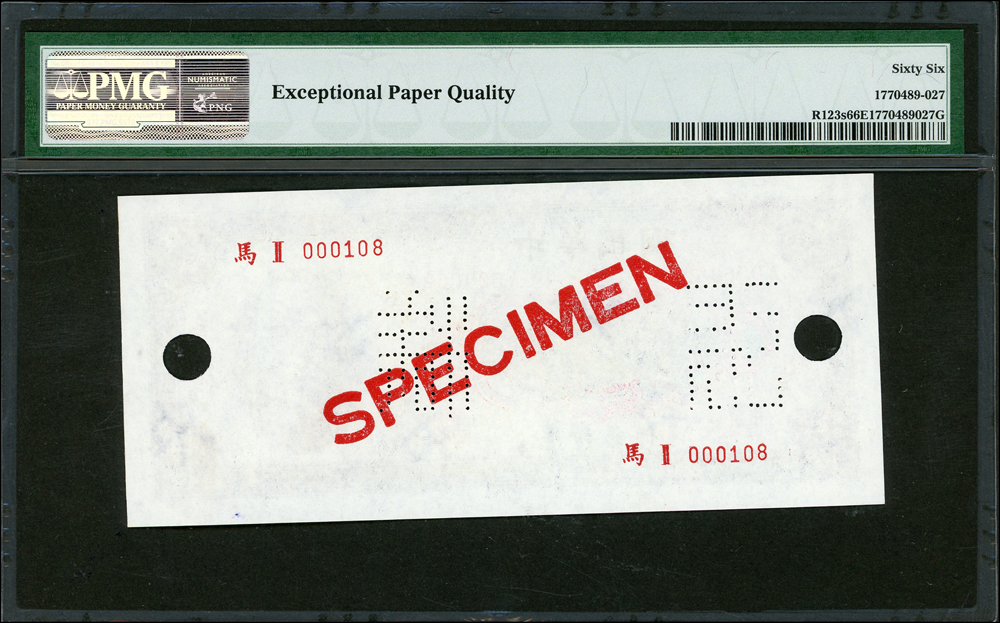 PMG
PAPER MONEY GUARANTY
NUMISMATIC
PNG
Exceptional Paper Quality
Sixty Six
1770489-027
R123s66E1770489027G
馬 II 000108
SPECIMEN
馬 II 000108